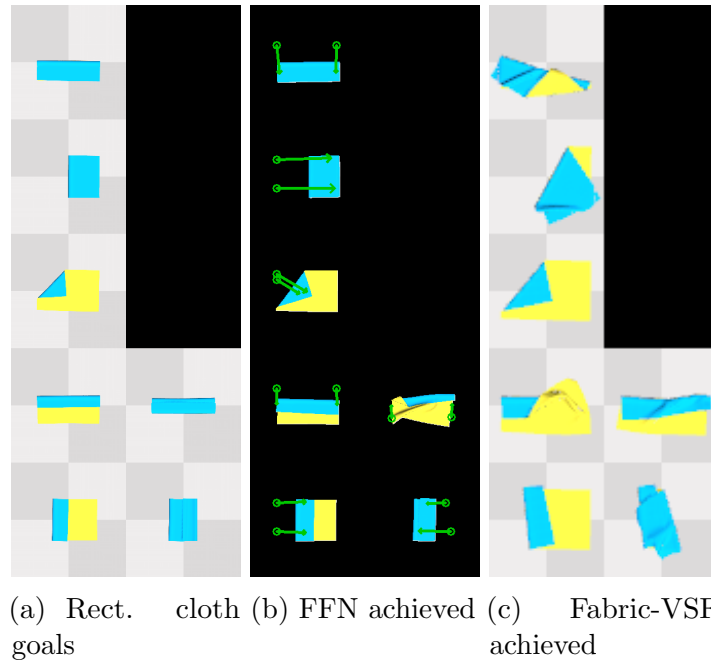 (a) Rect. cloth goals
(b) FFN achieved
(c) Fabric-VSF achieved